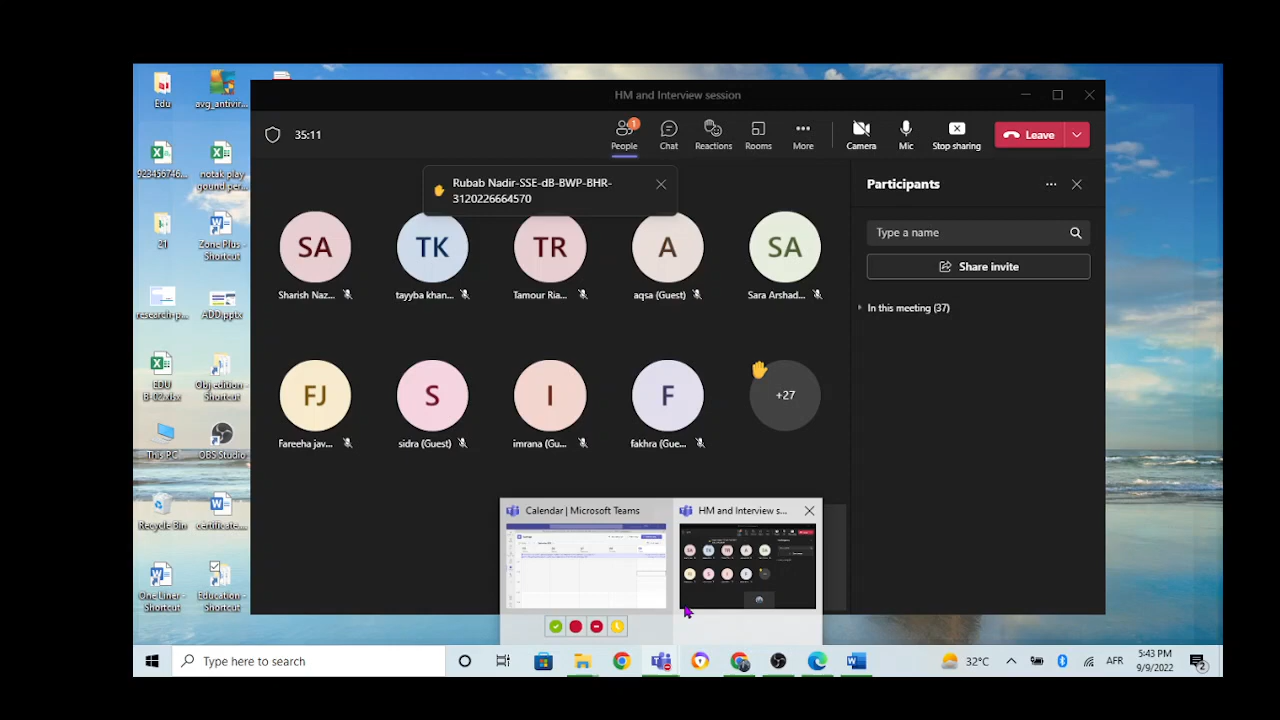 Edu
avg_antivir...
HM and Interview session
35:11
People
1
Chat
Reactions
Rooms
More
Camera
Mic
Stop sharing
Leave
Rubab Nadir-SSE-dB-BWP-BHR-
3120226664570
Participants
Type a name
Share invite
In this meeting (37)
SA
TK
TR
A
SA
Sharish Naz...
tayyba khan...
Tamour Ria...
aqsa (Guest)
Sara Arshad...
FJ
S
I
F
+27
Fareeha jav...
sidra (Guest)
imrana (Gu...
fakhra (Gue...
923456746...
notak play
gound per...
21
Zone Plus -
Shortcut
research-p...
ADD.pptx
EDU
B-02.xlsx
Obj edition -
Shortcut
This PC
OBS Studio
Recycle Bin
certificate....
One Liner -
Shortcut
Education -
Shortcut
Calendar | Microsoft Teams
HM and Interview s...
Type here to search
32°C
AFR
5:43 PM
9/9/2022
2